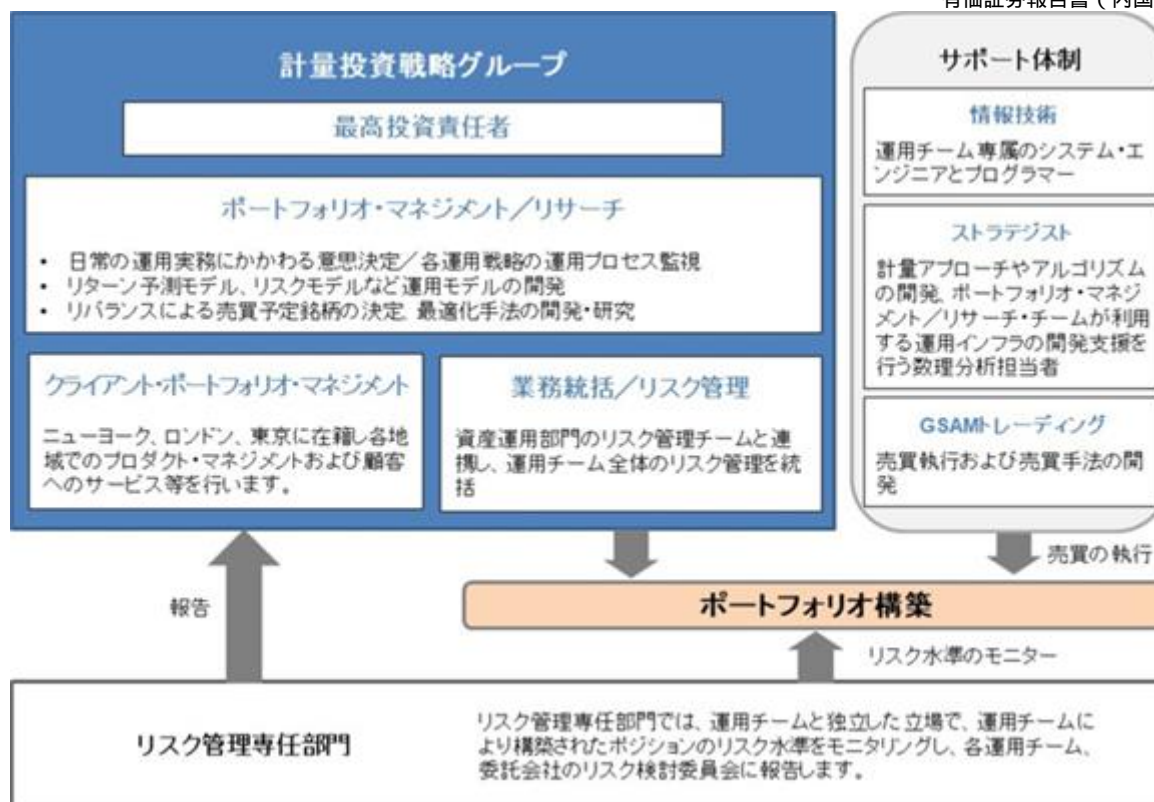 有価証券報告書(内国
計量投資戦略グループ
最高投資責任者
ポートフォリオ・マネジメント/リサーチ
• 日常の運用実務にかかわる意思決定/各運用戦略の運用プロセス監視
• リターン予測モデル、リスクモデルなど運用モデルの開発
• リバランスによる売買予定銘柄の決定、最適化手法の開発・研究
クライアント・ポートフォリオ・マネジメント
ニューヨーク、ロンドン、東京に在籍し各地
域でのプロダクト・マネジメントおよび顧客
へのサービス等を行います。
業務統括/リスク管理
資産運用部門のリスク管理チームと連
携し、運用チーム全体のリスク管理を統
括
サポート体制
情報技術
運用チーム専属のシステム・エ
ンジニアとプログラマー
ストラテジスト
計量アプローチやアルゴリズム
の開発、ポートフォリオ・マネジ
メント/リサーチ・チームが利用
する運用インフラの開発支援を
行う数理分析担当者
GSAMトレーディング
売買執行および売買手法の開
発
売買の執行
報告
ポートフォリオ構築
リスク水準のモニター
リスク管理専任部門
リスク管理専任部門では、運用チームと独立した立場で、運用チームに
より構築されたポジションのリスク水準をモニタリングし、各運用チーム、
委託会社のリスク検討委員会に報告します。